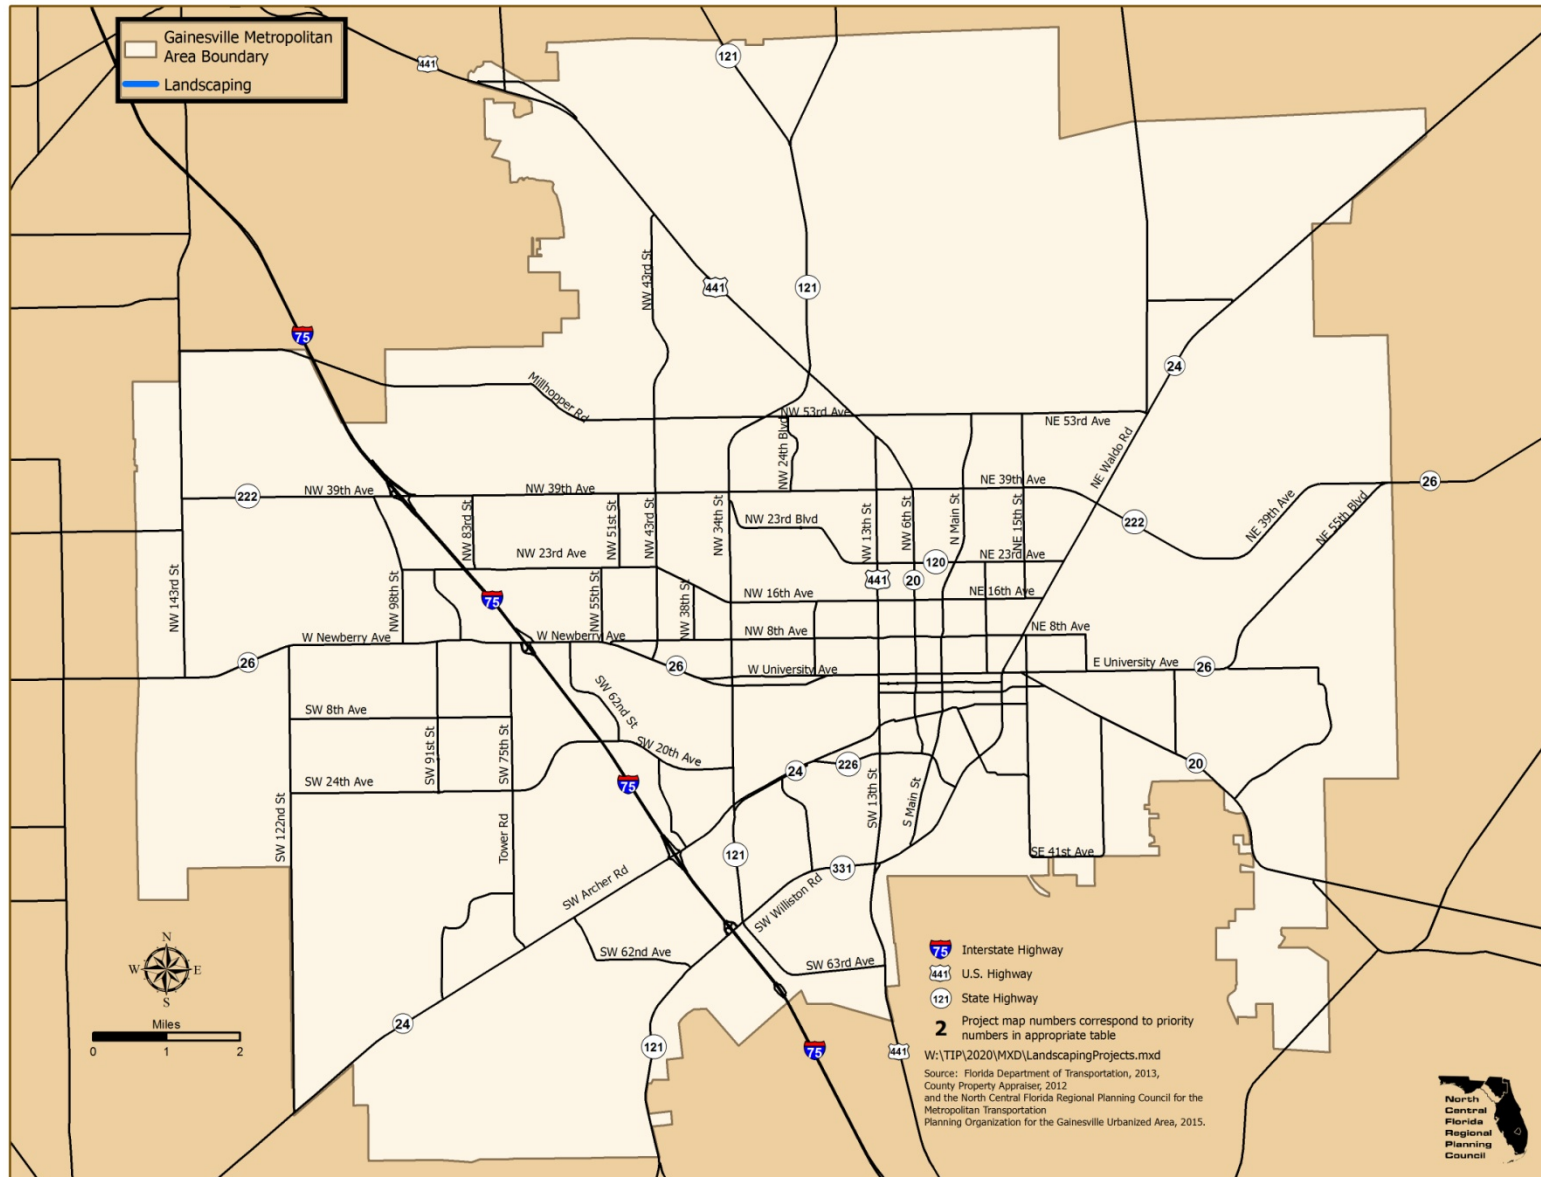 Gainesville Metropolitan
Area Boundary
Landscaping
441
121
NW 43rd St
441
121
75
24
Millhopper Rd
NW 53rd Ave
NE 53rd Ave
NW 24th Blvd
NE Waldo Rd
222
NW 39th Ave
NW 39th Ave
NE 39th Ave
26
NW 83rd St
NW 51st St
NW 43rd St
NW 34th St
NW 23rd Blvd
NW 13th St
NW 6th St
N Main St
NE 15th St
222
NE 39th Ave
NE 55th Blvd
NW 23rd Ave
120
NE 23rd Ave
NW 143rd St
NW 98th St
75
NW 55th St
NW 38th St
NW 16th Ave
441
20
NE 16th Ave
W Newberry Ave
W Newberry Ave
NW 8th Ave
NE 8th Ave
26
26
W University Ave
E University Ave
26
SW 8th Ave
SW 62nd St
SW 91st St
SW 75th St
SW 20th Ave
24
226
20
SW 24th Ave
75
SW 13th St
S Main St
SW 122nd St
Tower Rd
121
331
SE 41st Ave
SW Archer Rd
SW Williston Rd
SW 62nd Ave
SW 63rd Ave
N
W
E
S
Miles
0
1
2
24
121
75
441
75
Interstate Highway
441
U.S. Highway
121
State Highway
2
Project map numbers correspond to priority
numbers in appropriate table
W:\TIP\2020\MXD\LandscapingProjects.mxd
Source: Florida Department of Transportation, 2013,
County Property Appraiser, 2012
and the North Central Florida Regional Planning Council for the
Metropolitan Transportation
Planning Organization for the Gainesville Urbanized Area, 2015.
North
Central
Florida
Regional
Planning
Council